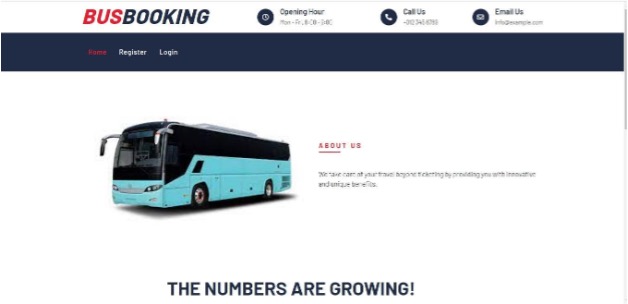 BUSBOOKING
Opening Hour
Mon - Fri, 8:00 - 9:00
Call Us
+012 345 6789
Email Us
info@example.com
Home Register Login
ABOUT US
We take care of your travel beyond ticketing by providing you with innovative
and unique benefits.
THE NUMBERS ARE GROWING!